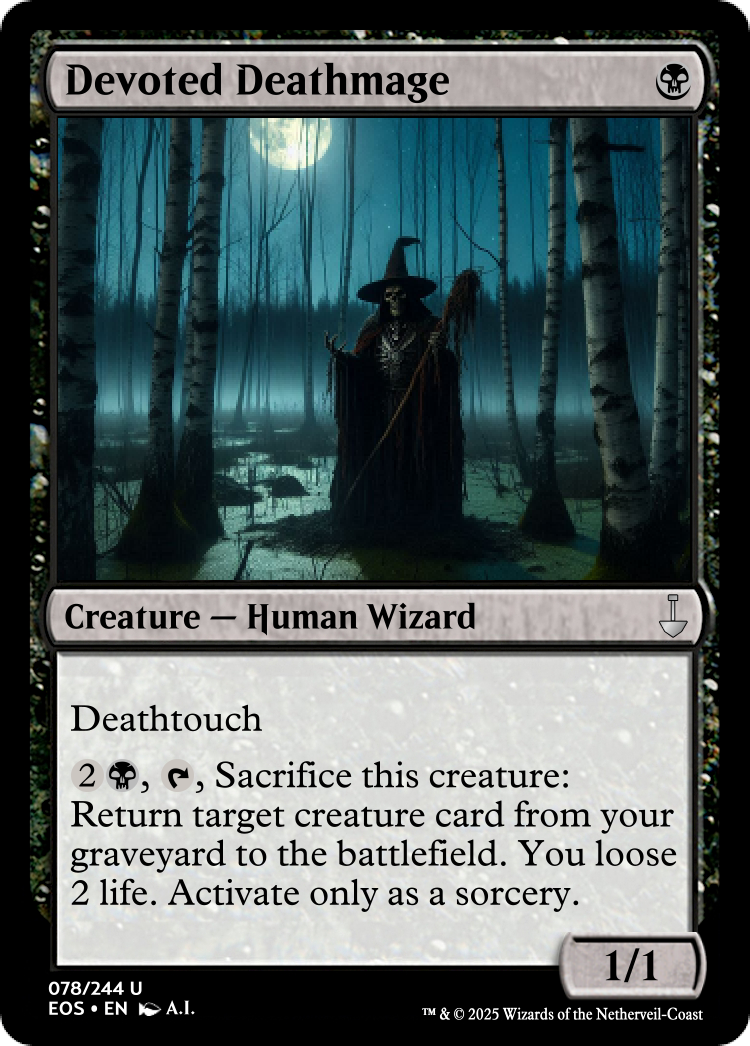 Devoted Deathmage
Creature — Human Wizard
Deathtouch
2 , , Sacrifice this creature:
Return target creature card from your
graveyard to the battlefield. You loose
2 life. Activate only as a sorcery.
1/1
078/244 U
EOS • EN A.I.
™ & © 2025 Wizards of the Netherveil-Coast